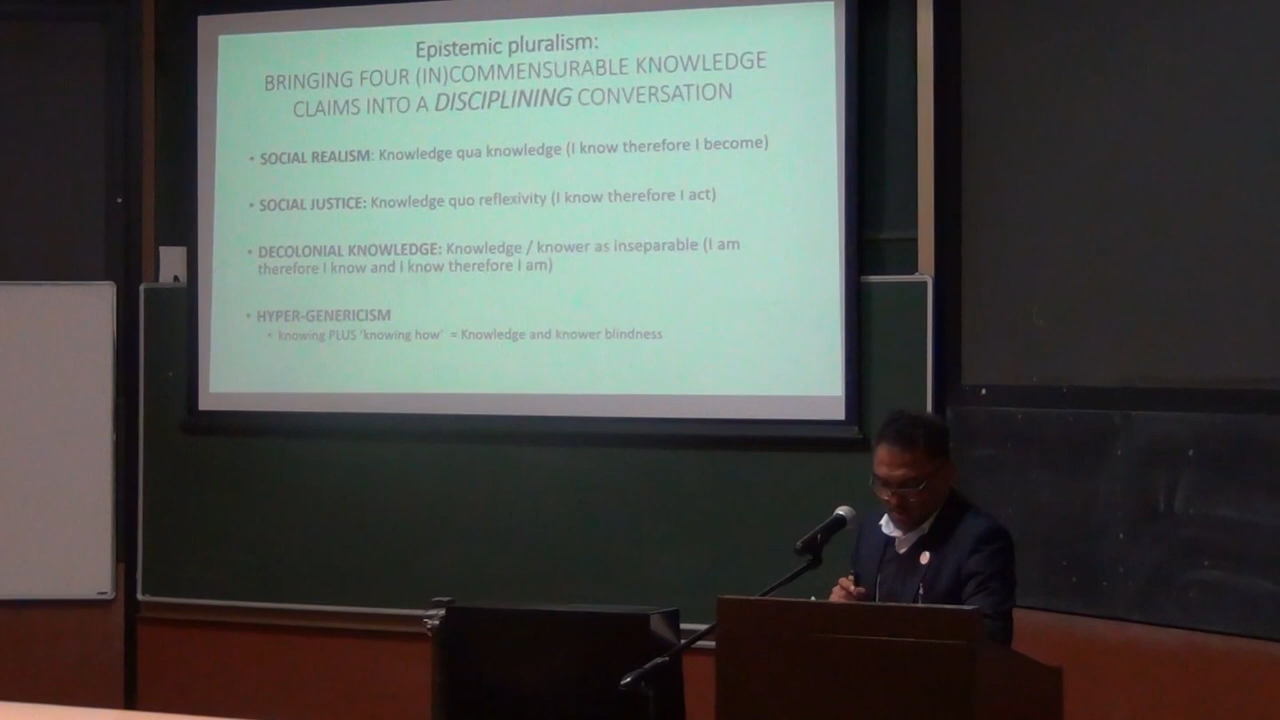 Epistemic pluralism:
BRINGING FOUR (IN)COMMENSURABLE KNOWLEDGE
CLAIMS INTO A DISCIPLINING CONVERSATION
• SOCIAL REALISM: Knowledge qua knowledge (I know therefore I become)
• SOCIAL JUSTICE: Knowledge quo reflexivity (I know therefore I act)
• DECOLONIAL KNOWLEDGE: Knowledge / knower as inseparable (I am
therefore I know and I know therefore I am)
• HYPER-GENERICISM
• knowing PLUS 'knowing how' = Knowledge and knower blindness